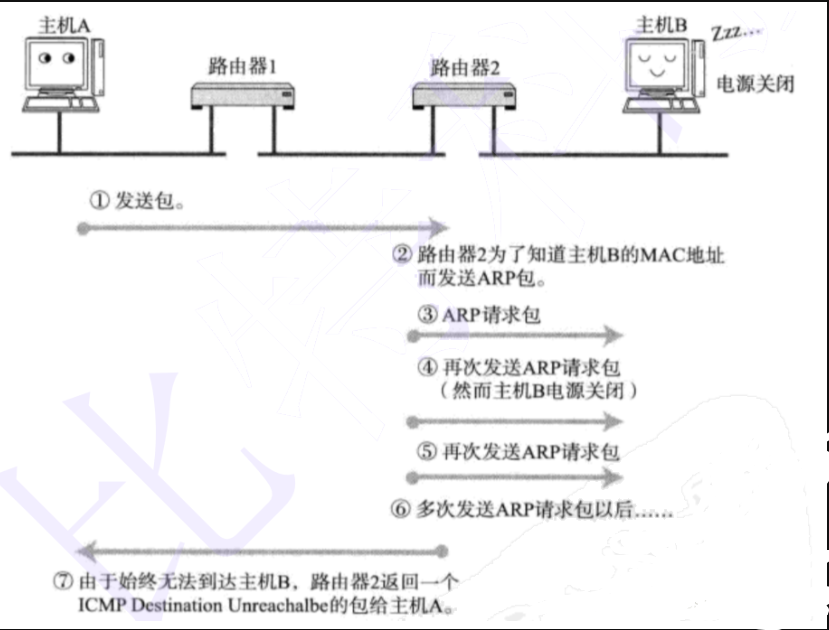 主机A
主机B
Zzz…
路由器1
路由器2
电源关闭
① 发送包。
② 路由器2为了知道主机B的MAC地址
而发送ARP包。
③ ARP请求包
④ 再次发送ARP请求包
（然而主机B电源关闭）
⑤ 再次发送ARP请求包
⑥ 多次发送ARP请求包以后……
⑦ 由于始终无法到达主机B，路由器2返回一个
ICMP Destination Unreachalbe的包给主机A。